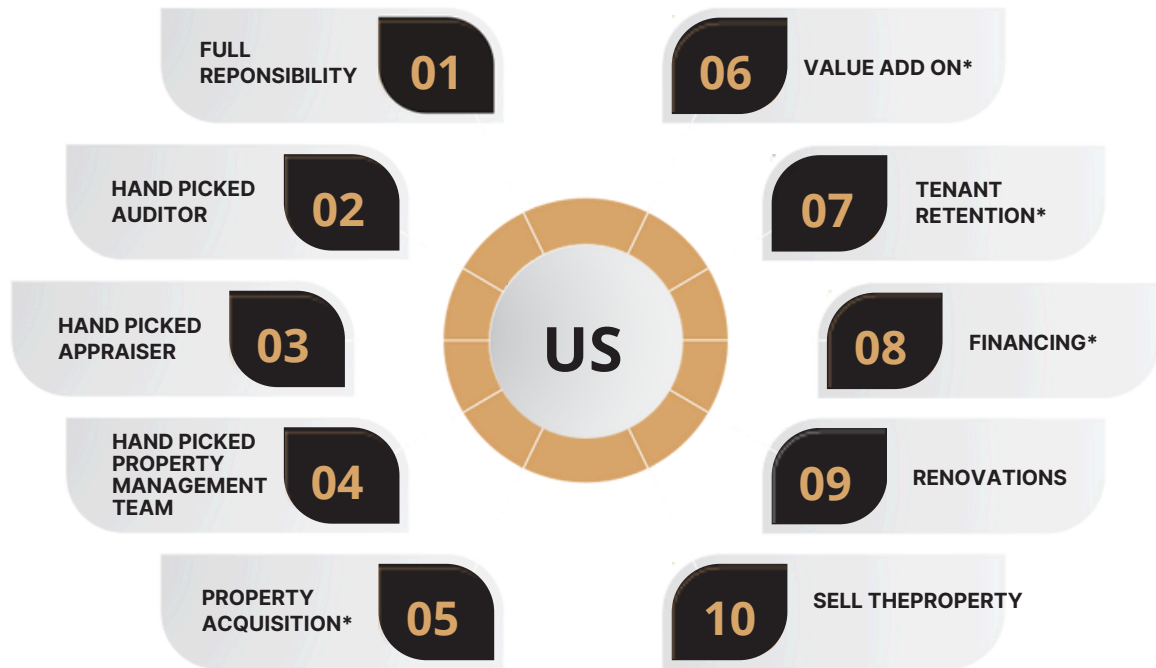 FULL
REPONSIBILITY
01
HAND PICKED
AUDITOR
02
HAND PICKED
APPRAISER
03
HAND PICKED
PROPERTY
MANAGEMENT
TEAM
04
PROPERTY
ACQUISITION*
05
US
06
VALUE ADD ON*
07
TENANT
RETENTION*
08
FINANCING*
09
RENOVATIONS
10
SELL THEPROPERTY